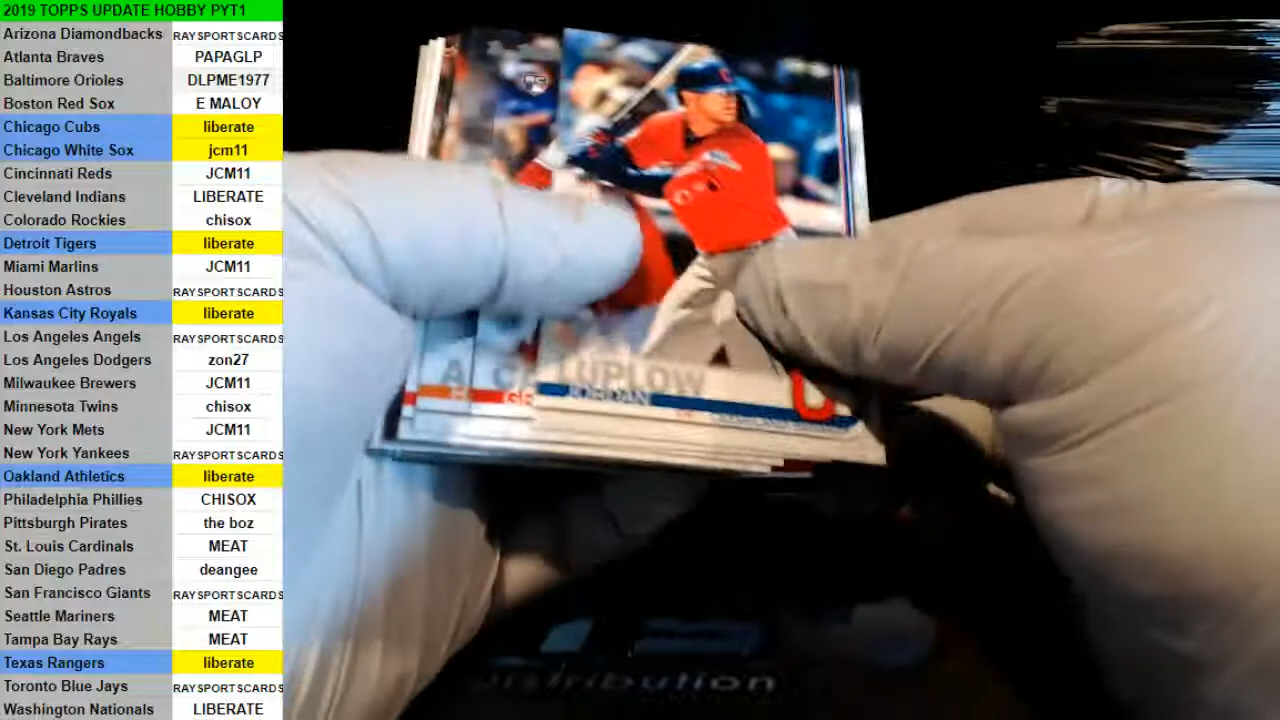 2019 TOPPS UPDATE HOBBY PYT1
Arizona Diamondbacks RAYSPORTSCARDS
Atlanta Braves PAPAGLP
Baltimore Orioles DLPME1977
Boston Red Sox E MALOY
Chicago Cubs liberate
Chicago White Sox jcm11
Cincinnati Reds JCM11
Cleveland Indians LIBERATE
Colorado Rockies chisox
Detroit Tigers liberate
Miami Marlins JCM11
Houston Astros RAYSPORTSCARDS
Kansas City Royals liberate
Los Angeles Angels RAYSPORTSCARDS
Los Angeles Dodgers zon27
Milwaukee Brewers JCM11
Minnesota Twins chisox
New York Mets JCM11
New York Yankees RAYSPORTSCARDS
Oakland Athletics liberate
Philadelphia Phillies CHISOX
Pittsburgh Pirates the boz
St. Louis Cardinals MEAT
San Diego Padres deangee
San Francisco Giants RAYSPORTSCARDS
Seattle Mariners MEAT
Tampa Bay Rays MEAT
Texas Rangers liberate
Toronto Blue Jays RAYSPORTSCARDS
Washington Nationals LIBERATE
RC
LUPLOW
JORDAN
Distribution